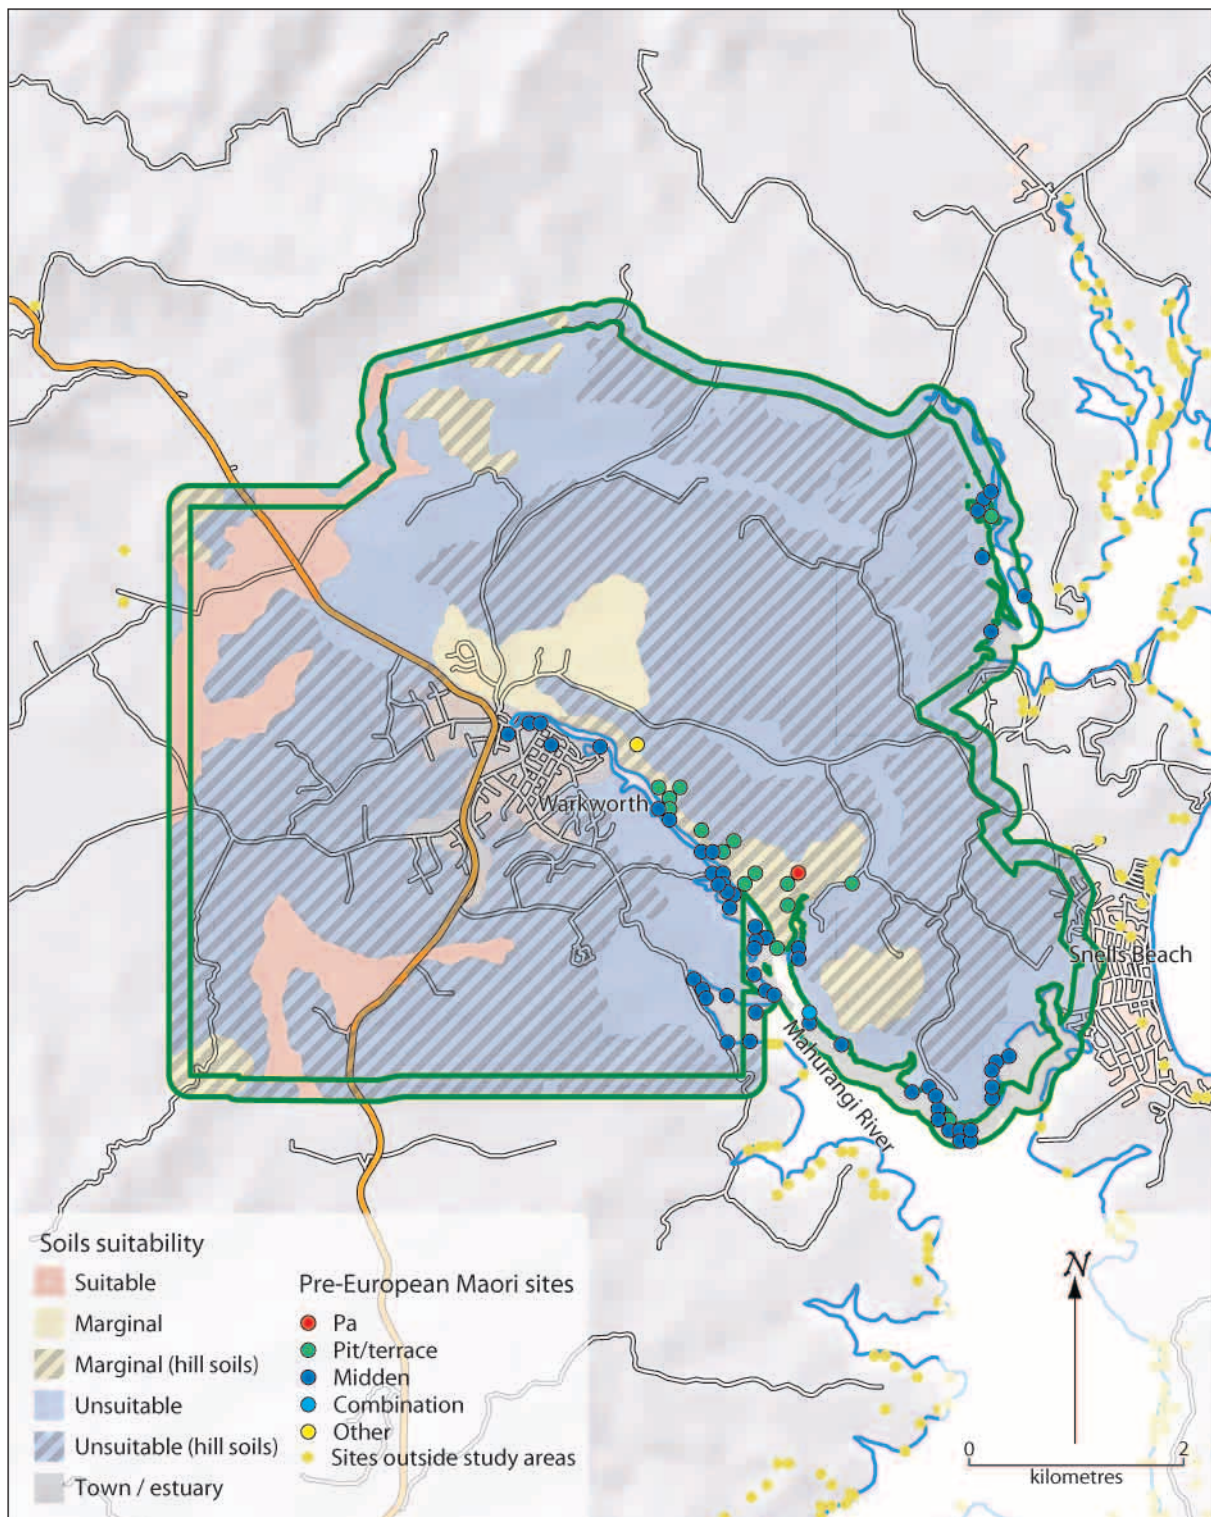 Warkworth
Snells Beach
Mahurangi River
Soils suitability
Suitable
Marginal
Marginal (hill soils)
Unsuitable
Unsuitable (hill soils)
Town / estuary
Pre-European Maori sites
Pa
Pit/terrace
Midden
Combination
Other
Sites outside study areas
N
0 2
kilometres